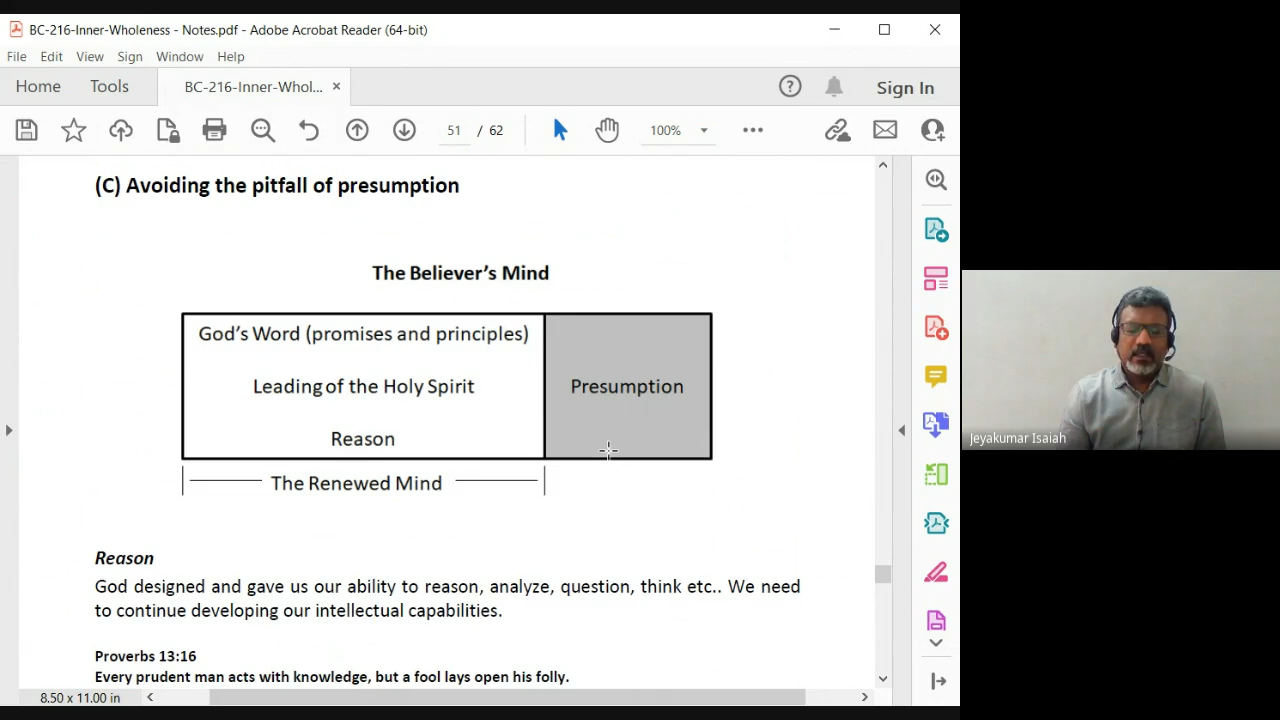 BC-216-Inner-Wholeness - Notes.pdf - Adobe Acrobat Reader (64-bit)
File Edit View Sign Window Help
Home Tools BC-216-Inner-Whol... × Sign In
51 / 62 100%
(C) Avoiding the pitfall of presumption
The Believer's Mind
God's Word (promises and principles)
Leading of the Holy Spirit
Presumption
Reason
The Renewed Mind
Reason
God designed and gave us our ability to reason, analyze, question, think etc.. We need
to continue developing our intellectual capabilities.
Proverbs 13:16
Every prudent man acts with knowledge, but a fool lays open his folly.
8.50 x 11.00 in
Jeyakumar Isaiah